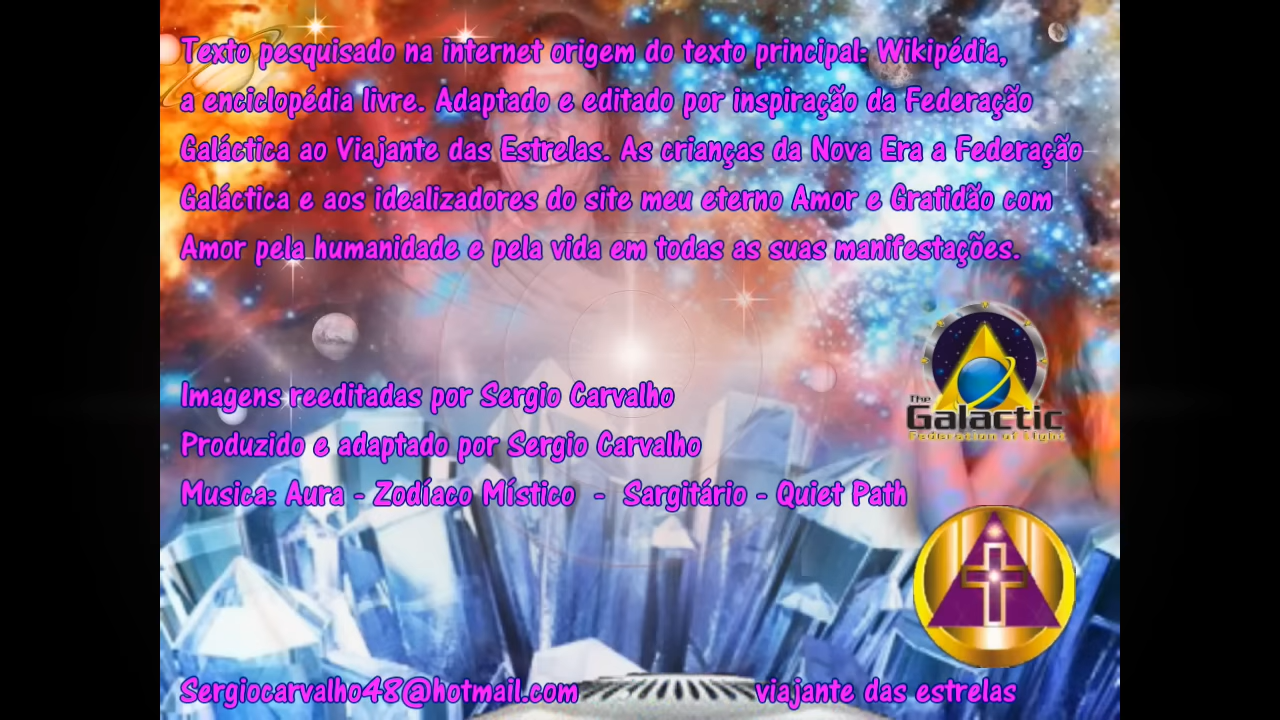 Texto pesquisado na internet origem do texto principal: Wikipédia,
a enciclopédia livre. Adaptado e editado por inspiração da Federação
Galáctica ao Viajante das Estrelas. As crianças da Nova Era a Federação
Galáctica e aos idealizadores do site meu eterno Amor e Gratidão com
Amor pela humanidade e pela vida em todas as suas manifestações.
Imagens reeditadas por Sergio Carvalho
Produzido e adaptado por Sergio Carvalho
Musica: Aura - Zodíaco Místico - Sargitário - Quiet Path
The
Galactic
Federation of Light
Sergiocarvalho48@hotmail.com
viajante das estrelas